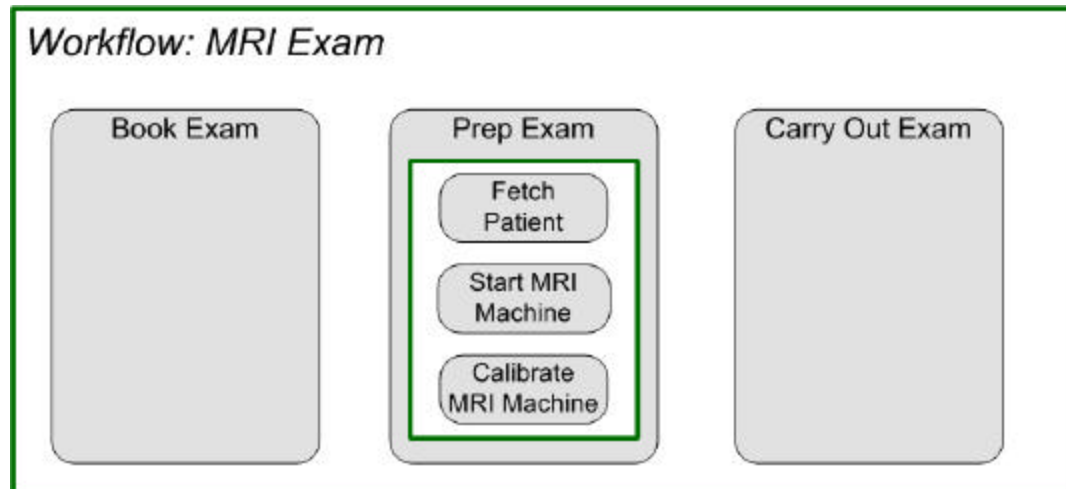 Workflow: MRI Exam
Book Exam
Prep Exam
Carry Out Exam
Fetch
Patient
Start MRI
Machine
Calibrate
MRI Machine